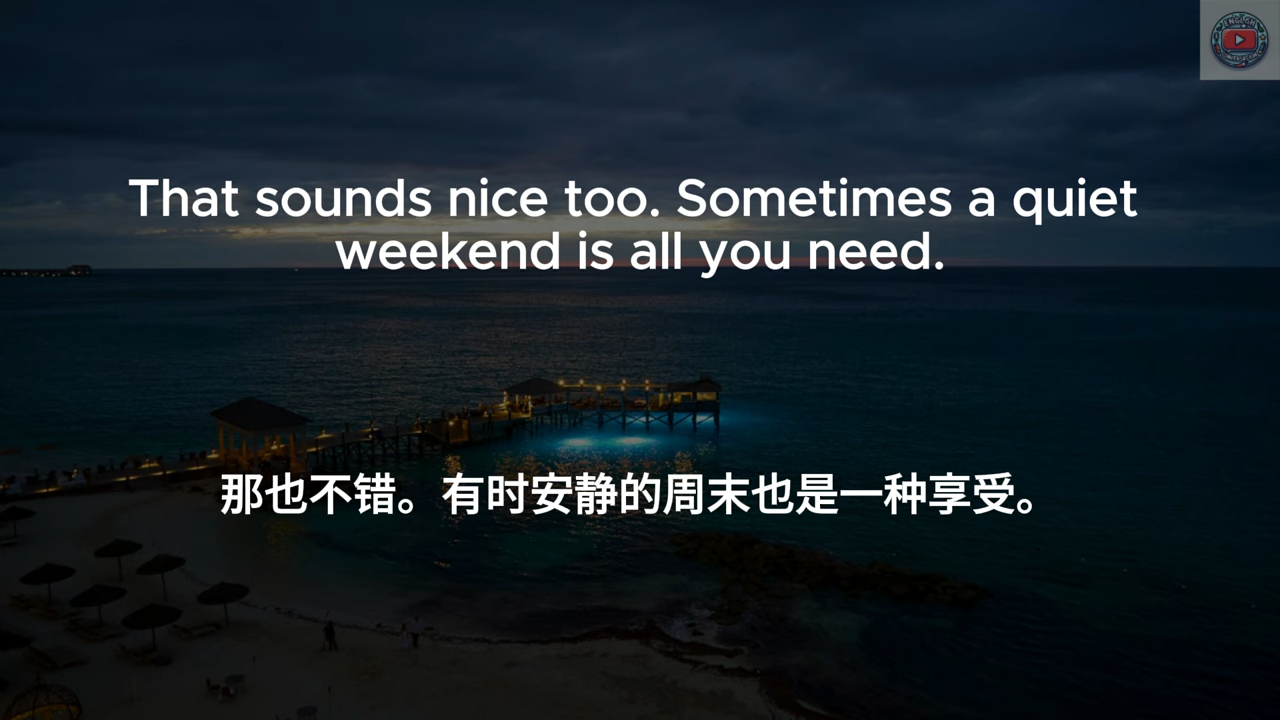 ENGLISH
That sounds nice too. Sometimes a quiet
weekend is all you need.
那也不错。有时安静的周末也是一种享受。